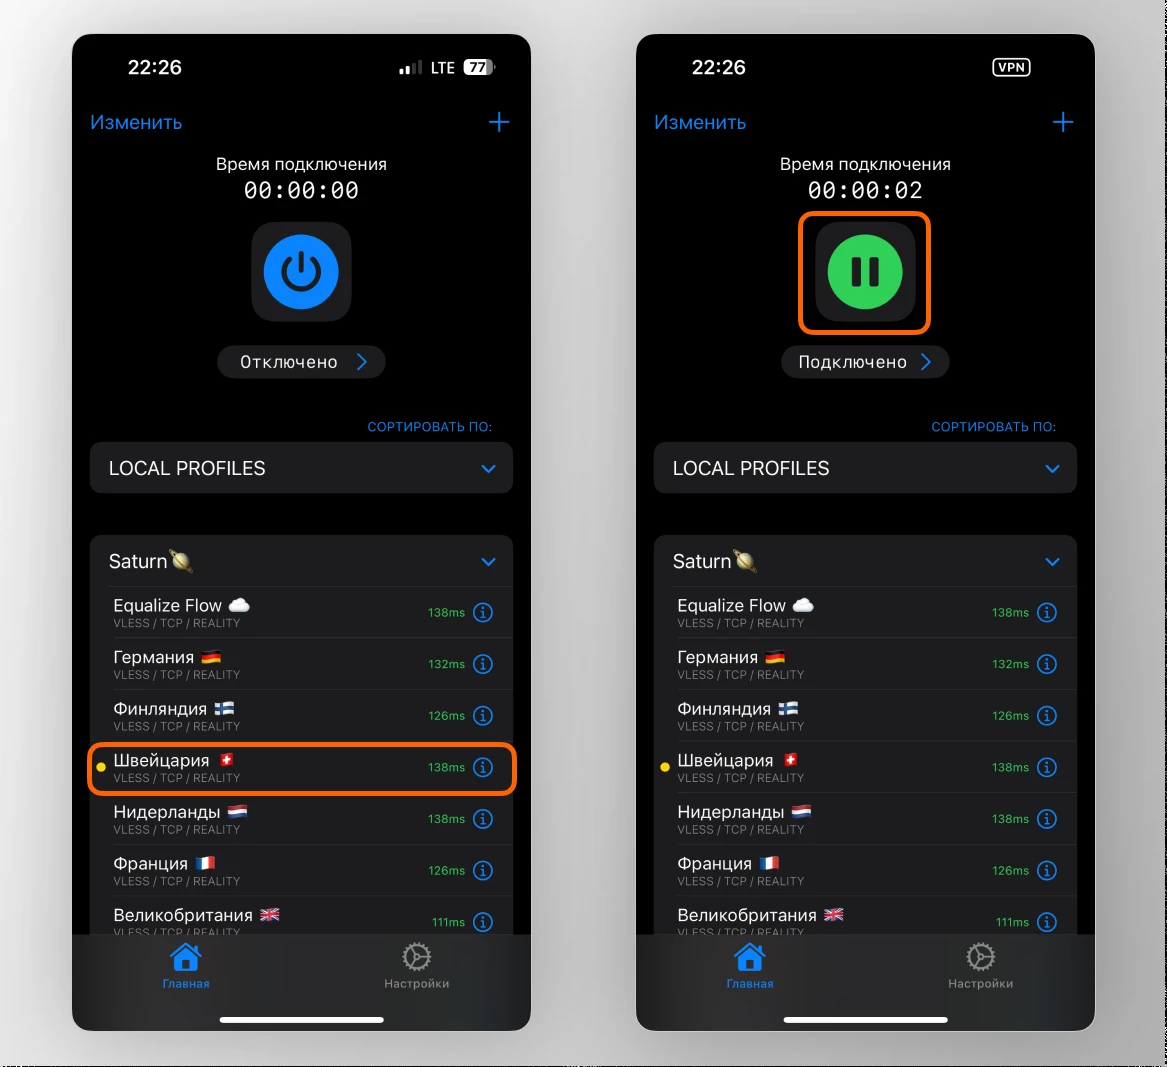 22:26
LTE 77
Изменить
Время подключения
00:00:00
Отключено
СОРТИРОВАТЬ ПО:
LOCAL PROFILES
Saturn🪐
Equalize Flow ☁️
138ms
VLESS / TCP / REALITY
Германия 🇩🇪
132ms
VLESS / TCP / REALITY
Финляндия 🇫🇮
126ms
VLESS / TCP / REALITY
Швейцария 🇨🇭
138ms
VLESS / TCP / REALITY
Нидерланды 🇳🇱
138ms
VLESS / TCP / REALITY
Франция 🇫🇷
126ms
VLESS / TCP / REALITY
Великобритания 🇬🇧
111ms
VLESS / TCP / REALITY
Главная
Настройки
22:26
VPN
Изменить
Время подключения
00:00:02
Подключено
СОРТИРОВАТЬ ПО:
LOCAL PROFILES
Saturn🪐
Equalize Flow ☁️
138ms
VLESS / TCP / REALITY
Германия 🇩🇪
132ms
VLESS / TCP / REALITY
Финляндия 🇫🇮
126ms
VLESS / TCP / REALITY
Швейцария 🇨🇭
138ms
VLESS / TCP / REALITY
Нидерланды 🇳🇱
138ms
VLESS / TCP / REALITY
Франция 🇫🇷
126ms
VLESS / TCP / REALITY
Великобритания 🇬🇧
111ms
VLESS / TCP / REALITY
Главная
Настройки